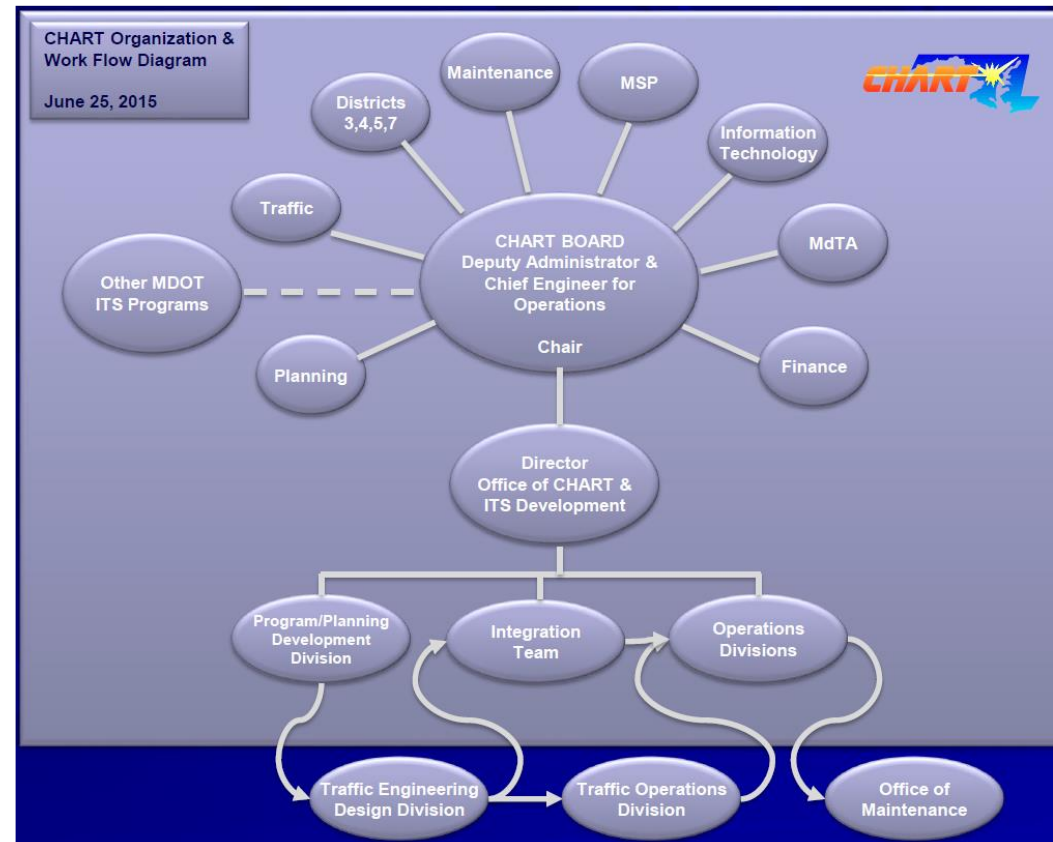 CHART Organization &
Work Flow Diagram
June 25, 2015
CHART
Maintenance
MSP
Districts
3,4,5,7
Information
Technology
Traffic
MdTA
CHART BOARD
Deputy Administrator &
Chief Engineer for
Operations
Chair
Other MDOT
ITS Programs
Planning
Finance
Director
Office of CHART &
ITS Development
Program/Planning
Development
Division
Integration
Team
Operations
Divisions
Traffic Engineering
Design Division
Traffic Operations
Division
Office of
Maintenance